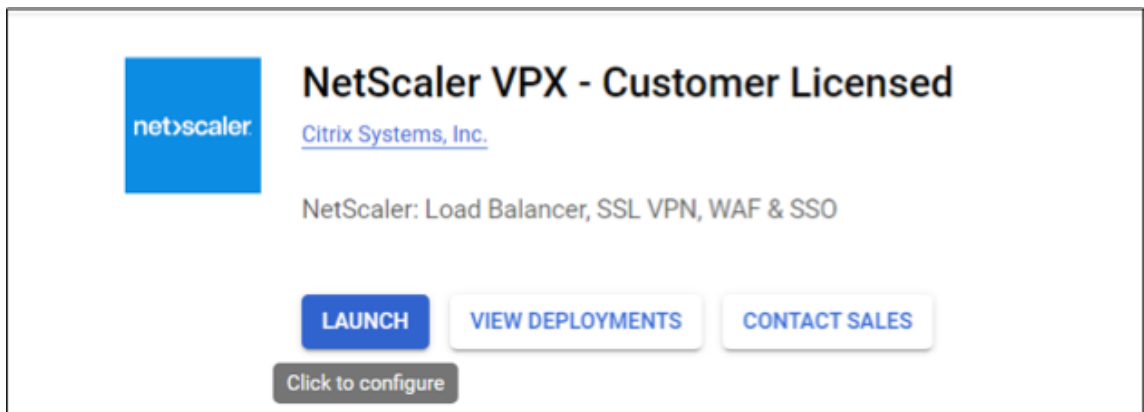 net>scaler.
NetScaler VPX - Customer Licensed
Citrix Systems, Inc.
NetScaler: Load Balancer, SSL VPN, WAF & SSO
LAUNCH VIEW DEPLOYMENTS CONTACT SALES
Click to configure